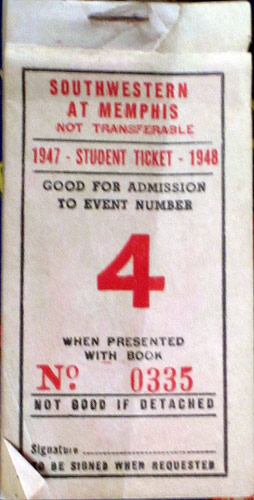 SOUTHWESTERN
AT MEMPHIS
NOT TRANSFERABLE
1947 - STUDENT TICKET - 1948
GOOD FOR ADMISSION
TO EVENT NUMBER
4
WHEN PRESENTED
WITH BOOK
Nº 0335
NOT GOOD IF DETACHED
Signature
TO BE SIGNED WHEN REQUESTED